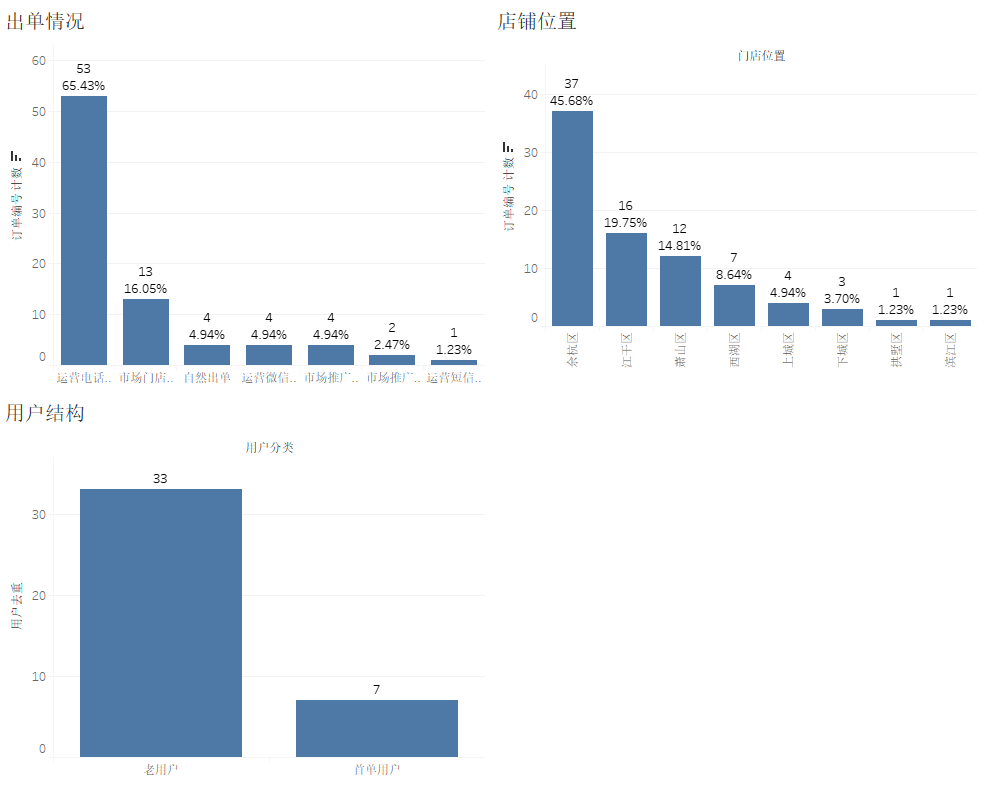 出单情况
60
50
40
30
20
10
0
订单编号 计数
53
65.43%
13
16.05%
4
4.94%
4
4.94%
4
4.94%
2
2.47%
1
1.23%
运营电话..
市场门店..
自然出单
运营微信..
市场推广..
市场推广..
运营短信..
店铺位置
门店位置
40
30
20
10
0
订单编号 计数
37
45.68%
16
19.75%
12
14.81%
7
8.64%
4
4.94%
3
3.70%
1
1.23%
1
1.23%
余杭区
江干区
萧山区
西湖区
上城区
下城区
拱墅区
滨江区
用户结构
用户分类
30
20
10
0
用户去重
33
7
老用户
首单用户